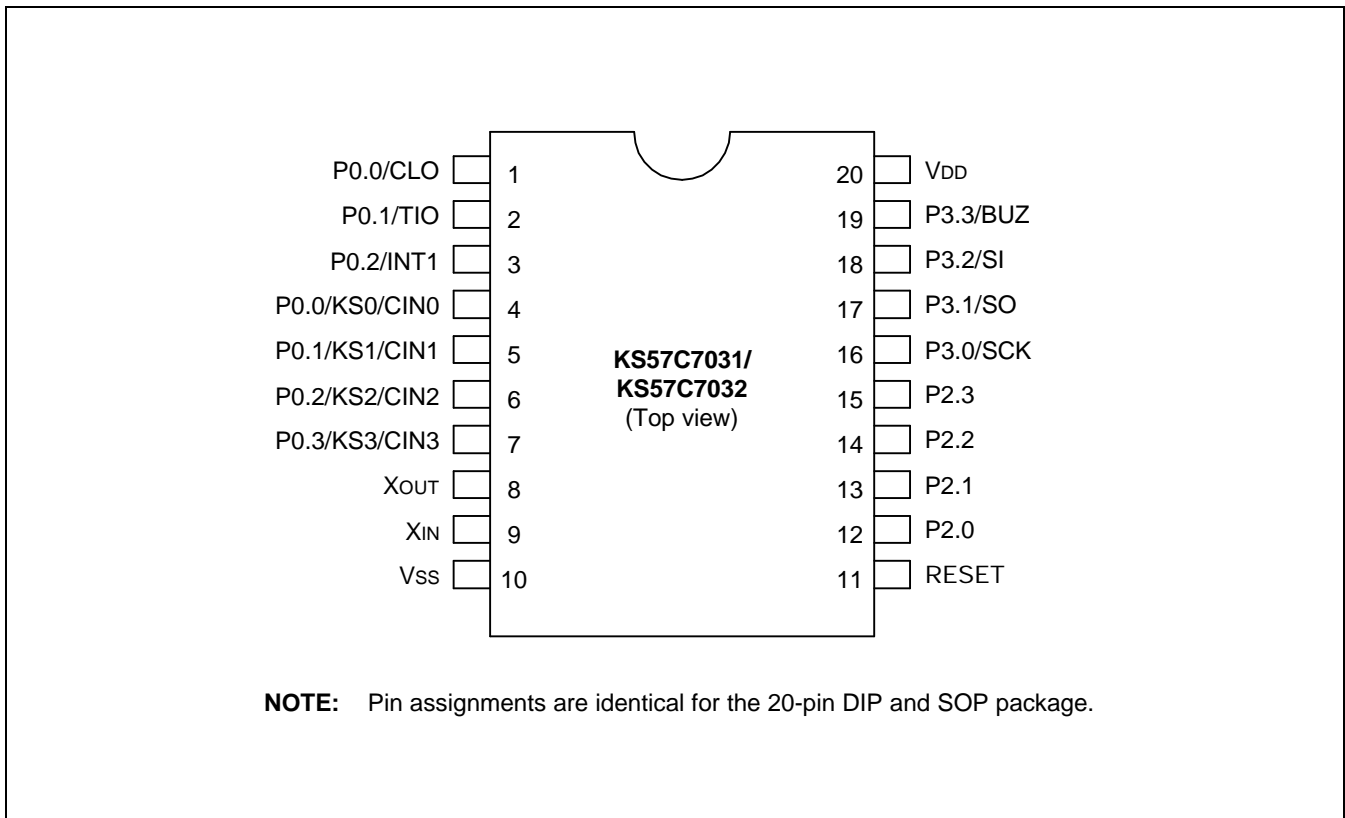 P0.0/CLO 1 20 VDD
P0.1/TIO 2 19 P3.3/BUZ
P0.2/INT1 3 18 P3.2/SI
P0.0/KS0/CIN0 4 17 P3.1/SO
P0.1/KS1/CIN1 5 16 P3.0/SCK
P0.2/KS2/CIN2 6 15 P2.3
P0.3/KS3/CIN3 7 14 P2.2
XOUT 8 13 P2.1
XIN 9 12 P2.0
VSS 10 11 RESET
KS57C7031/
KS57C7032
(Top view)
NOTE: Pin assignments are identical for the 20-pin DIP and SOP package.